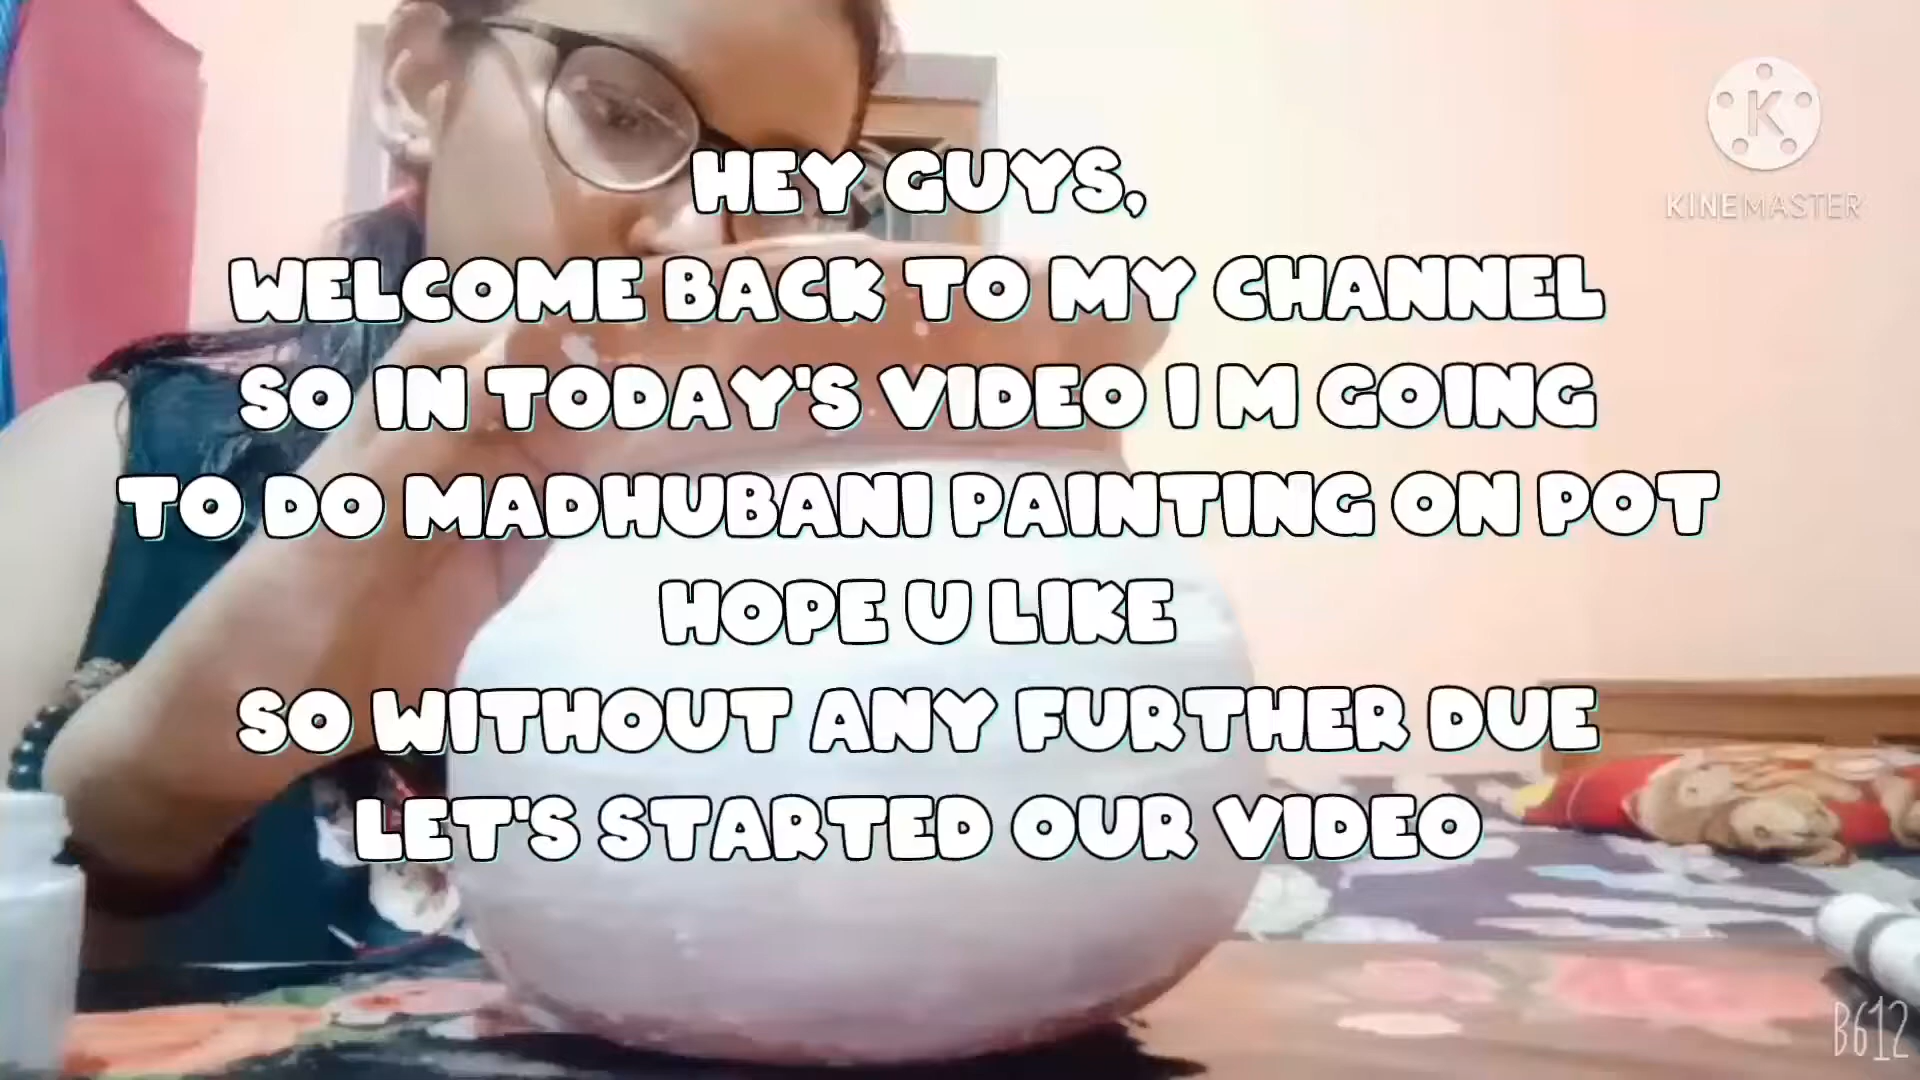 HEY GUYS,
WELCOME BACK TO MY CHANNEL
SO IN TODAY'S VIDEO I M GOING
TO DO MADHUBANI PAINTING ON POT
HOPE U LIKE
SO WITHOUT ANY FURTHER DUE
LET'S STARTED OUR VIDEO
K
KINEMASTER
B612